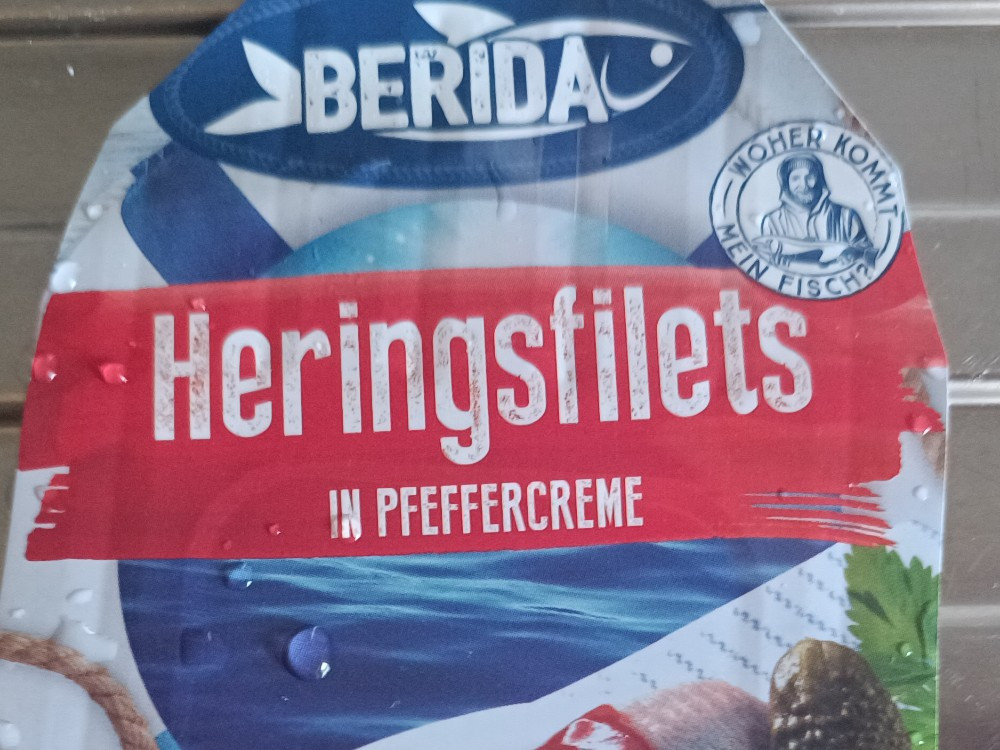 BERIDA
WOHER KOMMT
MEIN FISCH?
Heringsfilets
IN PFEFFERCREME